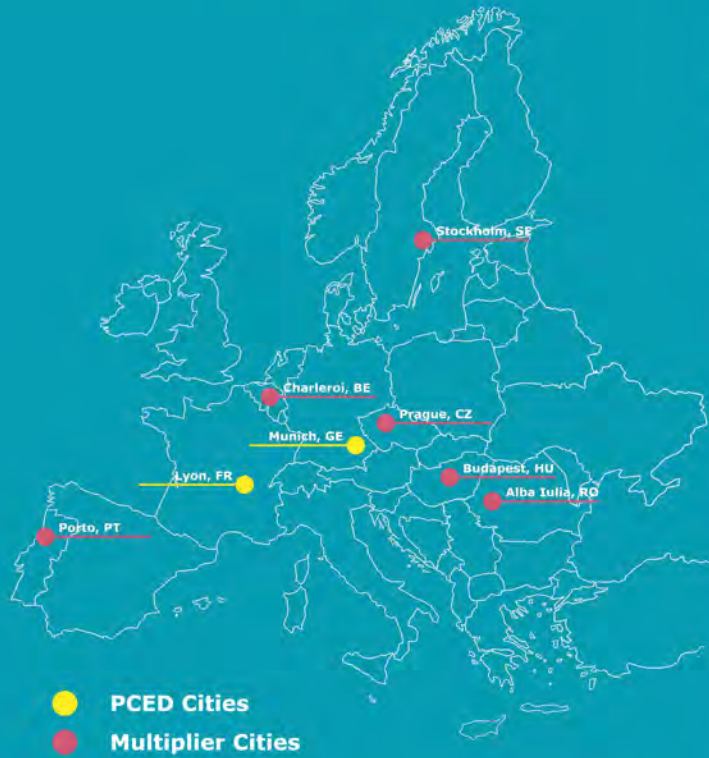 Stockholm, SE
Charleroi, BE
Prague, CZ
Munich, GE
Budapest, HU
Lyon, FR
Alba Iulia, RO
Porto, PT
PCED Cities
Multiplier Cities